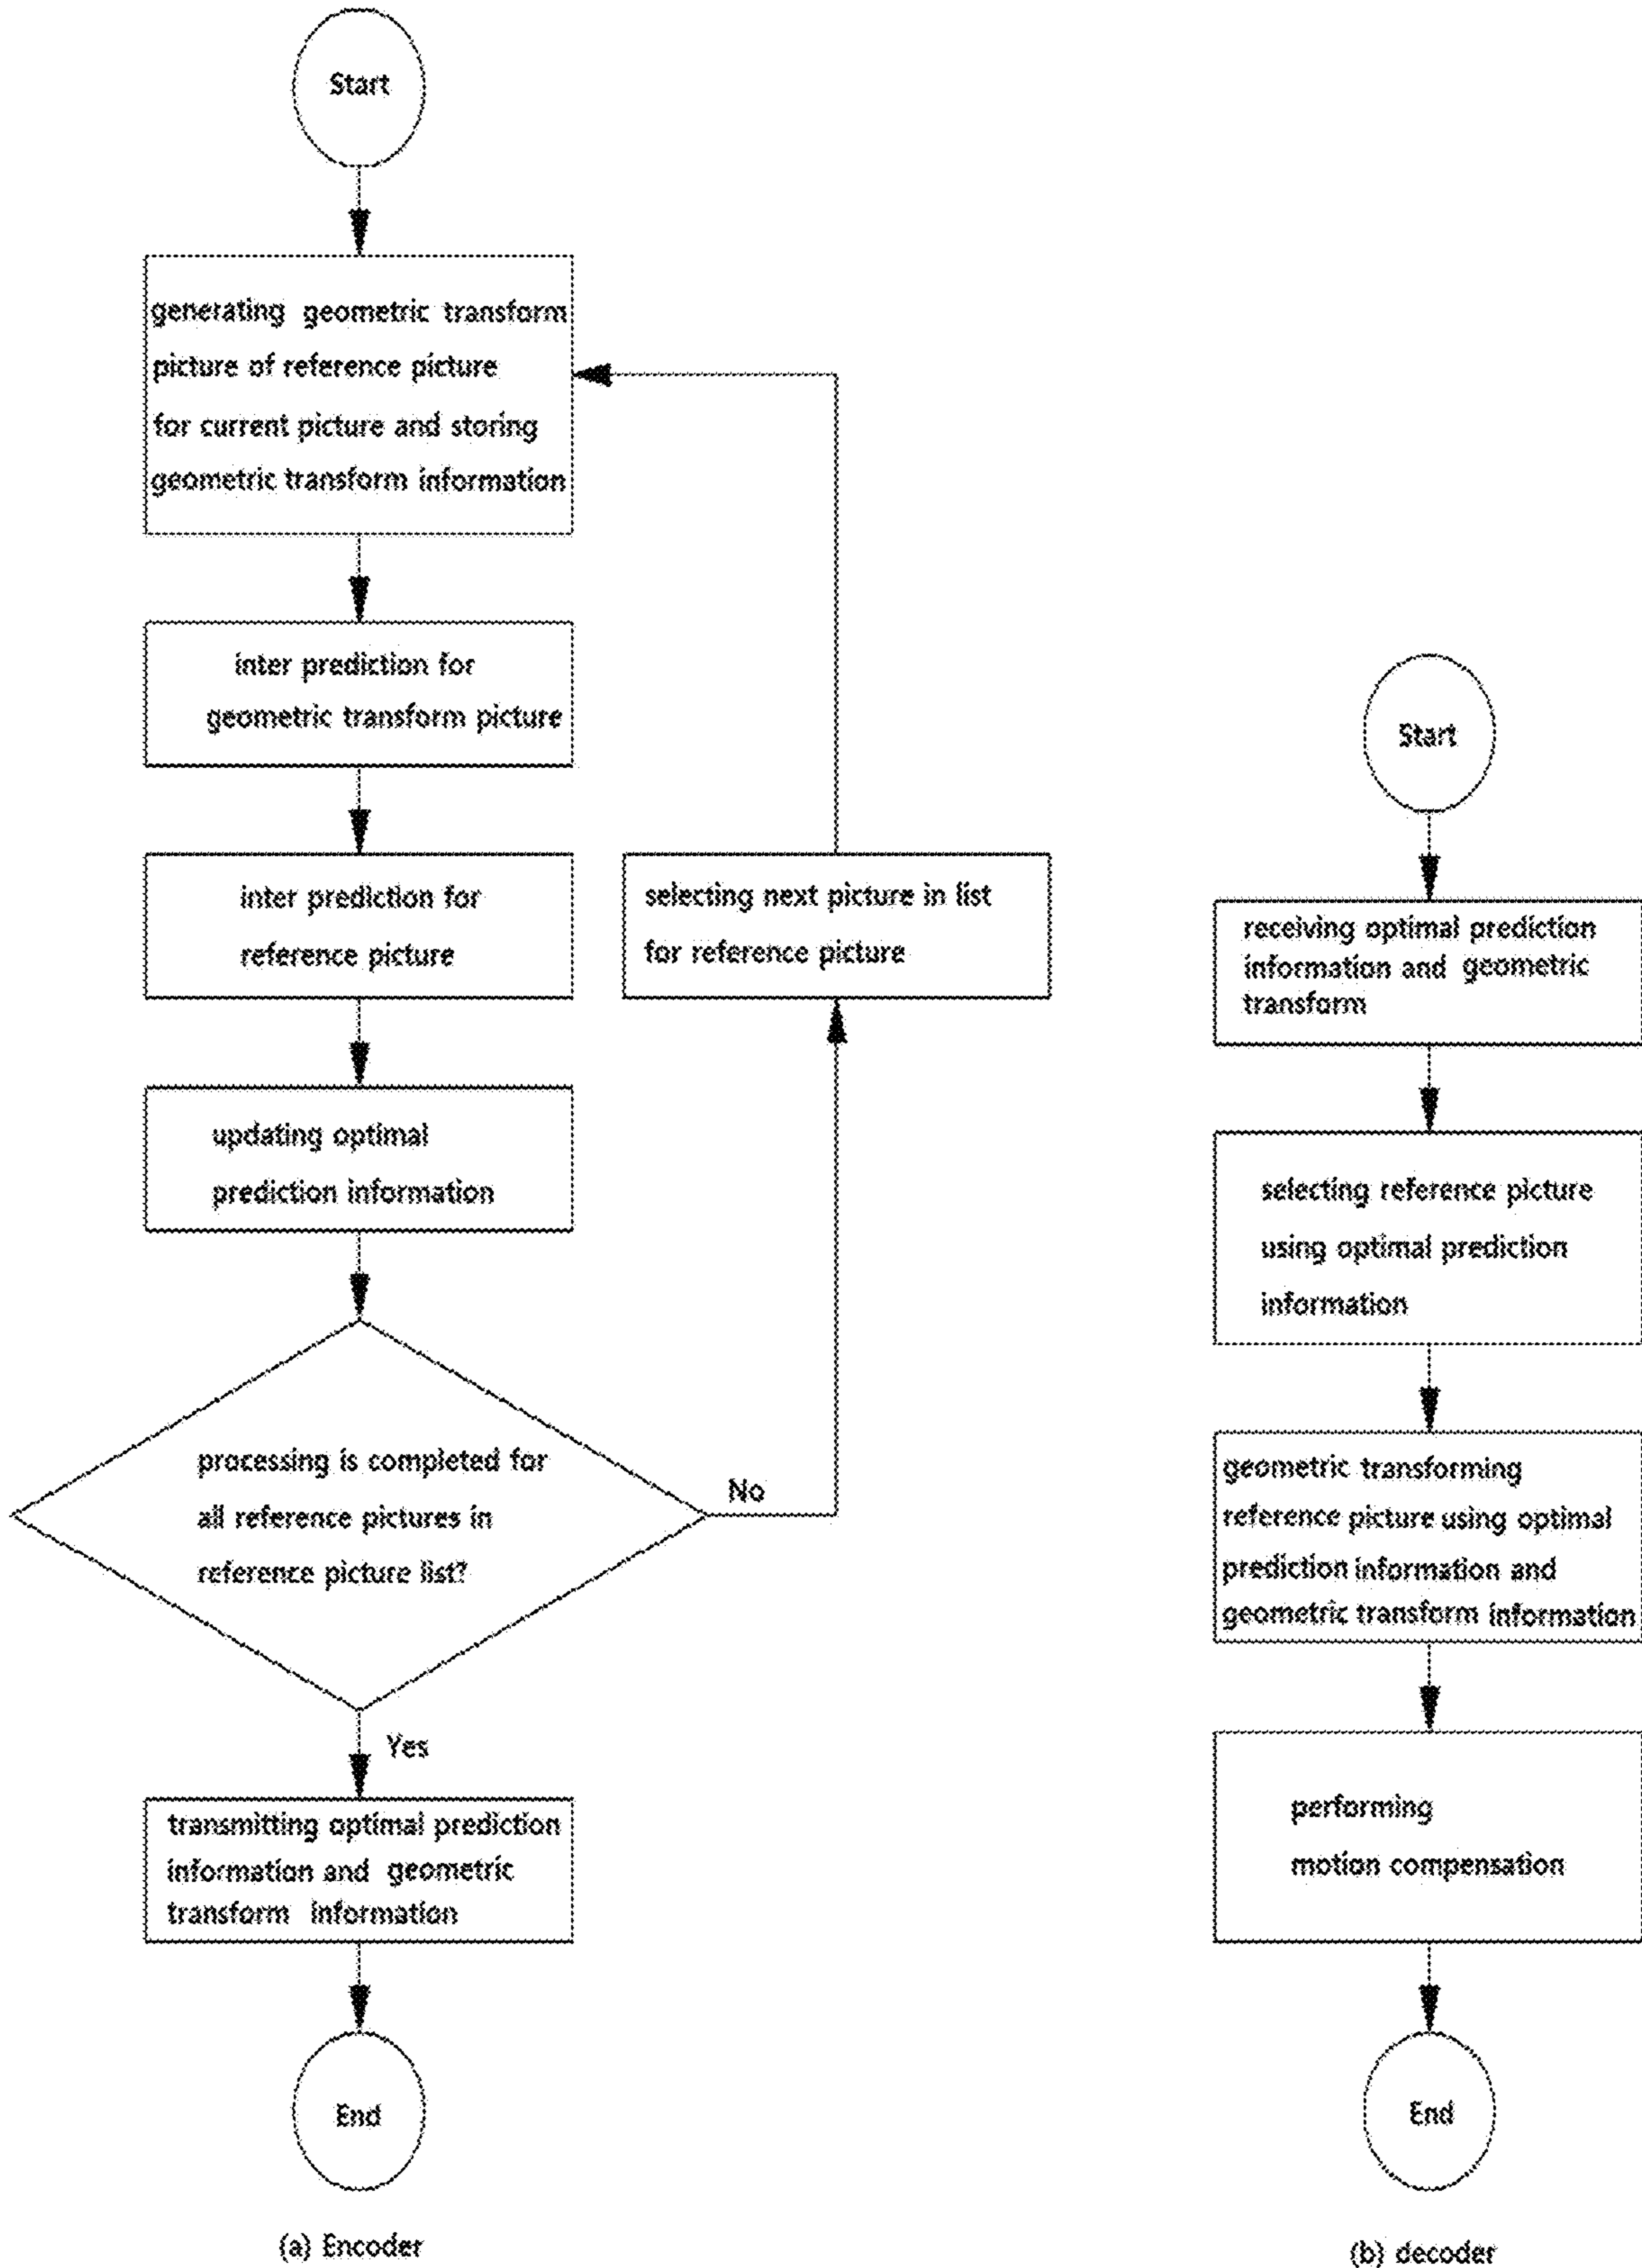 Start
generating geometric transform
picture of reference picture
for current picture and storing
geometric transform information
inter prediction for
geometric transform picture
inter prediction for
reference picture
selecting next picture in list
for reference picture
updating optimal
prediction information
processing is completed for
all reference pictures in
reference picture list?
No
Yes
transmitting optimal prediction
information and geometric
transform information
End
(a) Encoder
Start
receiving optimal prediction
information and geometric
transform
selecting reference picture
using optimal prediction
information
geometric transforming
reference picture using optimal
prediction information and
geometric transform information
performing
motion compensation
End
(b) decoder